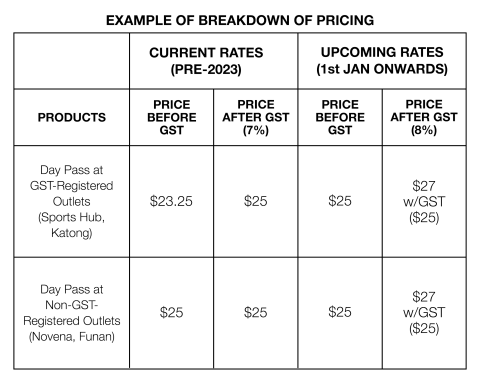 EXAMPLE OF BREAKDOWN OF PRICING
CURRENT RATES
(PRE-2023)
UPCOMING RATES
(1st JAN ONWARDS)
PRODUCTS
PRICE
BEFORE
GST
PRICE
AFTER GST
(7%)
PRICE
BEFORE
GST
PRICE
AFTER GST
(8%)
Day Pass at
GST-Registered
Outlets
(Sports Hub,
Katong)
$23.25
$25
$25
$27
w/GST
($25)
Day Pass at
Non-GST-
Registered Outlets
(Novena, Funan)
$25
$25
$25
$27
w/GST
($25)